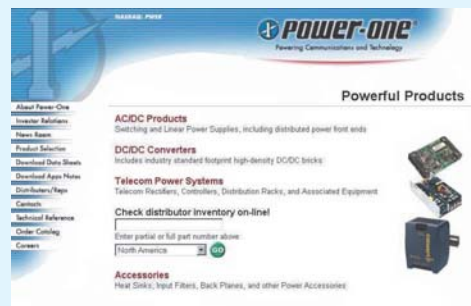 NASDAQ: PWER
POWER-ONE
Powering Communications and Technology
Powerful Products
About Power-One
Investor Relations
News Room
Product Selection
Download Data Sheets
Download Apps Notes
Distributors/Reps
Contacts
Technical Reference
Order Catalog
Careers
AC/DC Products
Switching and Linear Power Supplies, including distributed power front ends
DC/DC Converters
Includes industry standard footprint high-density DC/DC bricks
Telecom Power Systems
Telecom Rectifiers, Controllers, Distribution Racks, and Associated Equipment
Check distributor inventory on-line!
Enter partial or full part number above
North America GO
Accessories
Heat Sinks, Input Filters, Back Planes, and other Power Accessories